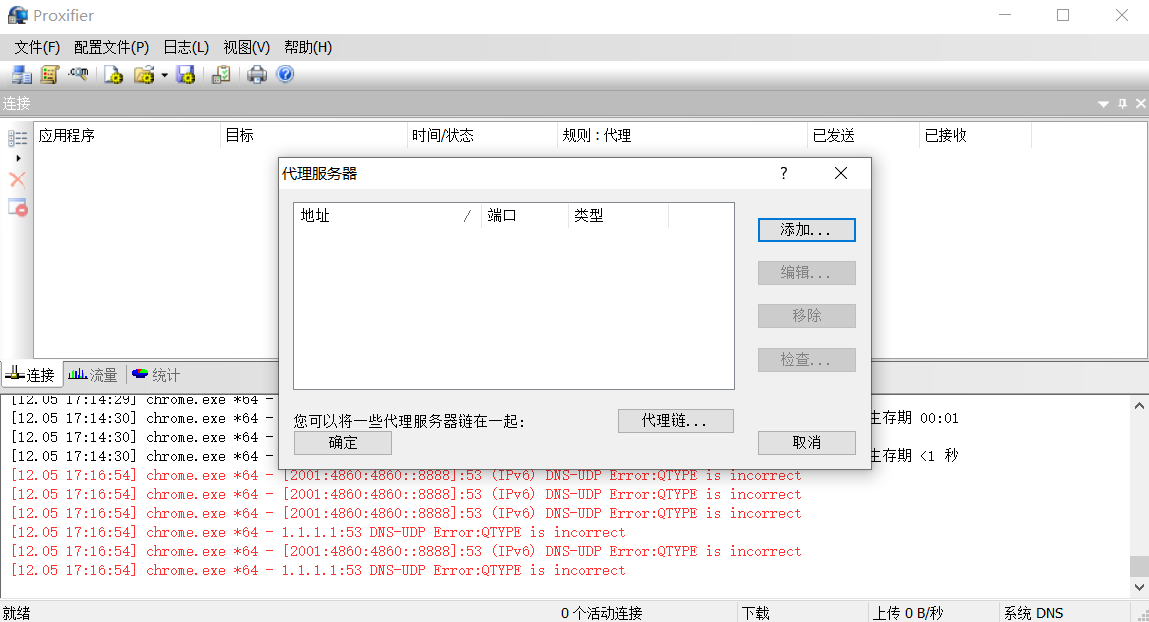 Proxifier
文件(F) 配置文件(P) 日志(L) 视图(V) 帮助(H)
连接
应用程序 目标 时间/状态 规则 : 代理 已发送 已接收
代理服务器 ?
地址 / 端口 类型
添加...
编辑...
移除
检查...
您可以将一些代理服务器链在一起:
代理链...
确定
取消
连接 流量 统计
[12.05 17:14:29] chrome.exe *64 -
[12.05 17:14:30] chrome.exe *64 - 生存期 00:01
[12.05 17:14:30] chrome.exe *64 -
[12.05 17:14:30] chrome.exe *64 - 生存期 <1 秒
[12.05 17:16:54] chrome.exe *64 - [2001:4860:4860::8888]:53 (IPv6) DNS-UDP Error:QTYPE is incorrect
[12.05 17:16:54] chrome.exe *64 - [2001:4860:4860::8888]:53 (IPv6) DNS-UDP Error:QTYPE is incorrect
[12.05 17:16:54] chrome.exe *64 - [2001:4860:4860::8888]:53 (IPv6) DNS-UDP Error:QTYPE is incorrect
[12.05 17:16:54] chrome.exe *64 - 1.1.1.1:53 DNS-UDP Error:QTYPE is incorrect
[12.05 17:16:54] chrome.exe *64 - [2001:4860:4860::8888]:53 (IPv6) DNS-UDP Error:QTYPE is incorrect
[12.05 17:16:54] chrome.exe *64 - 1.1.1.1:53 DNS-UDP Error:QTYPE is incorrect
就绪 0 个活动连接 下载 上传 0 B/秒 系统 DNS